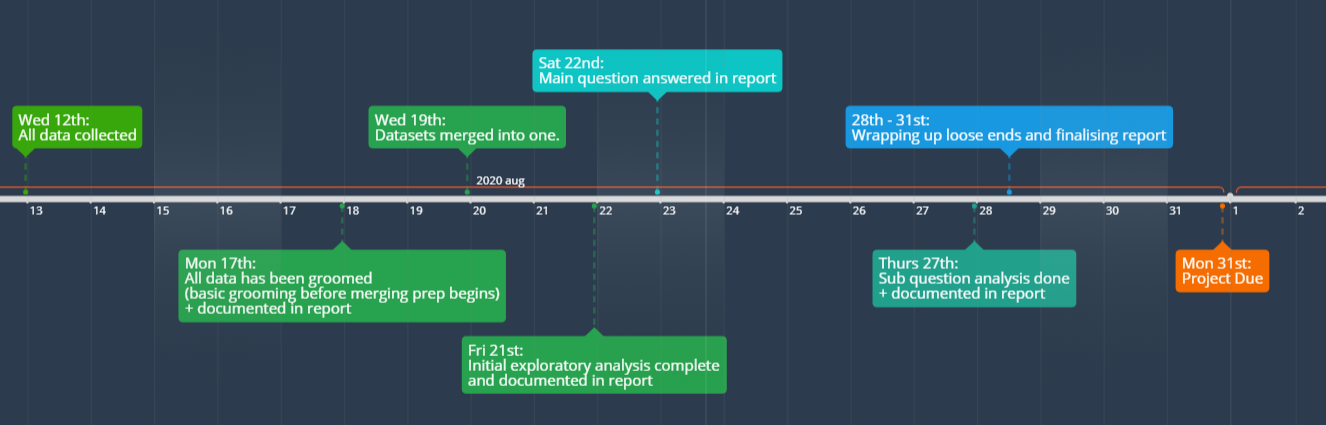 Sat 22nd:
Main question answered in report
Wed 12th:
All data collected
Wed 19th:
Datasets merged into one.
28th - 31st:
Wrapping up loose ends and finalising report
2020 aug
13 14 15 16 17 18 19 20 21 22 23 24 25 26 27 28 29 30 31 1 2
Mon 17th:
All data has been groomed
(basic grooming before merging prep begins)
+ documented in report
Thurs 27th:
Sub question analysis done
+ documented in report
Mon 31st:
Project Due
Fri 21st:
Initial exploratory analysis complete
and documented in report